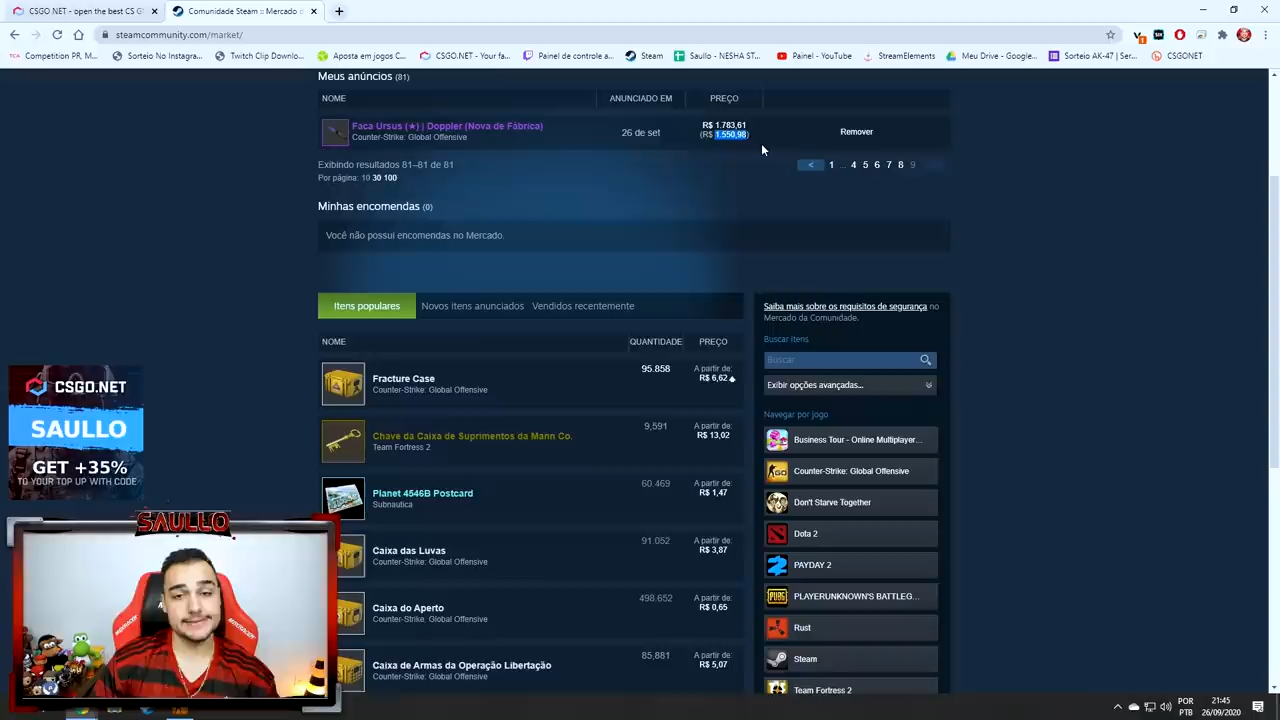 CSGO.NET - open the best CS G
Comunidade Steam :: Mercado d
steamcommunity.com/market/
Competition PR, M...
Sorteio No Instagra...
Twitch Clip Downlo...
Aposta em jogos C...
CSGO.NET - Your fa...
Painel de controle a...
Steam
Saullo - NESHA ST...
Painel - YouTube
StreamElements
Meu Drive - Google...
Sorteio AK-47 | Ser...
CSGONET
Meus anúncios (81)
NOME
ANUNCIADO EM
PREÇO
Faca Ursus (★) | Doppler (Nova de Fábrica)
Counter-Strike: Global Offensive
26 de set
R$ 1.783,61
(R$ 1.550,98)
Remover
Exibindo resultados 81–81 de 81
< 1 ... 4 5 6 7 8 9
Por página: 10 30 100
Minhas encomendas (0)
Você não possui encomendas no Mercado.
Itens populares
Novos itens anunciados
Vendidos recentemente
NOME
QUANTIDADE
PREÇO
Fracture Case
Counter-Strike: Global Offensive
95.858
A partir de:
R$ 6,62
Chave da Caixa de Suprimentos da Mann Co.
Team Fortress 2
9,591
A partir de:
R$ 13,02
Planet 4546B Postcard
Subnautica
60.469
A partir de:
R$ 1,47
Caixa das Luvas
Counter-Strike: Global Offensive
91.052
A partir de:
R$ 3,87
Caixa do Aperto
Counter-Strike: Global Offensive
498.652
A partir de:
R$ 0,65
Caixa de Armas da Operação Libertação
Counter-Strike: Global Offensive
85,881
A partir de:
R$ 5,07
Saiba mais sobre os requisitos de segurança no
Mercado da Comunidade.
Buscar itens
Buscar
Exibir opções avançadas...
Navegar por jogo
Business Tour - Online Multiplayer...
Counter-Strike: Global Offensive
Don't Starve Together
Dota 2
PAYDAY 2
PLAYERUNKNOWN'S BATTLEG...
Rust
Steam
Team Fortress 2
CSGO.NET
SAULLO
GET +35%
TO YOUR TOP UP WITH CODE
SAULLO
POR
PTB
21:45
26/09/2020